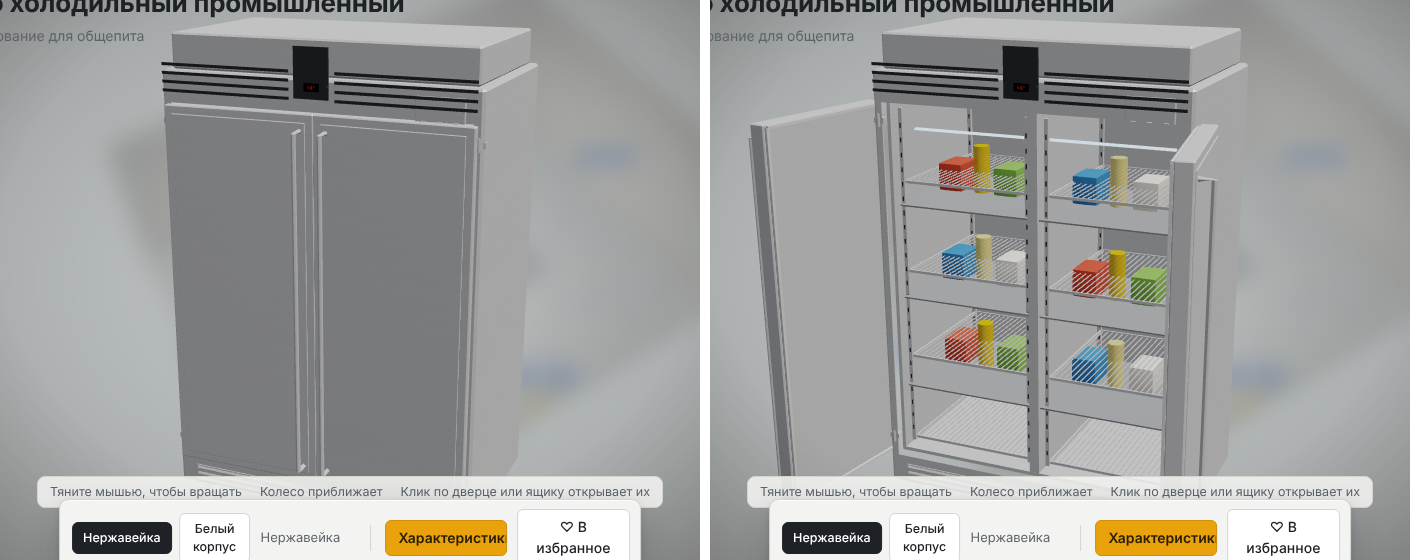 холодильный промышленный
ование для общепита
Тяните мышью, чтобы вращать Колесо приближает Клик по дверце или ящику открывает их
Нержавейка
Белый
корпус
Нержавейка
Характеристик
♡ В
избранное
холодильный промышленный
ование для общепита
Тяните мышью, чтобы вращать Колесо приближает Клик по дверце или ящику открывает их
Нержавейка
Белый
корпус
Нержавейка
Характеристик
♡ В
избранное